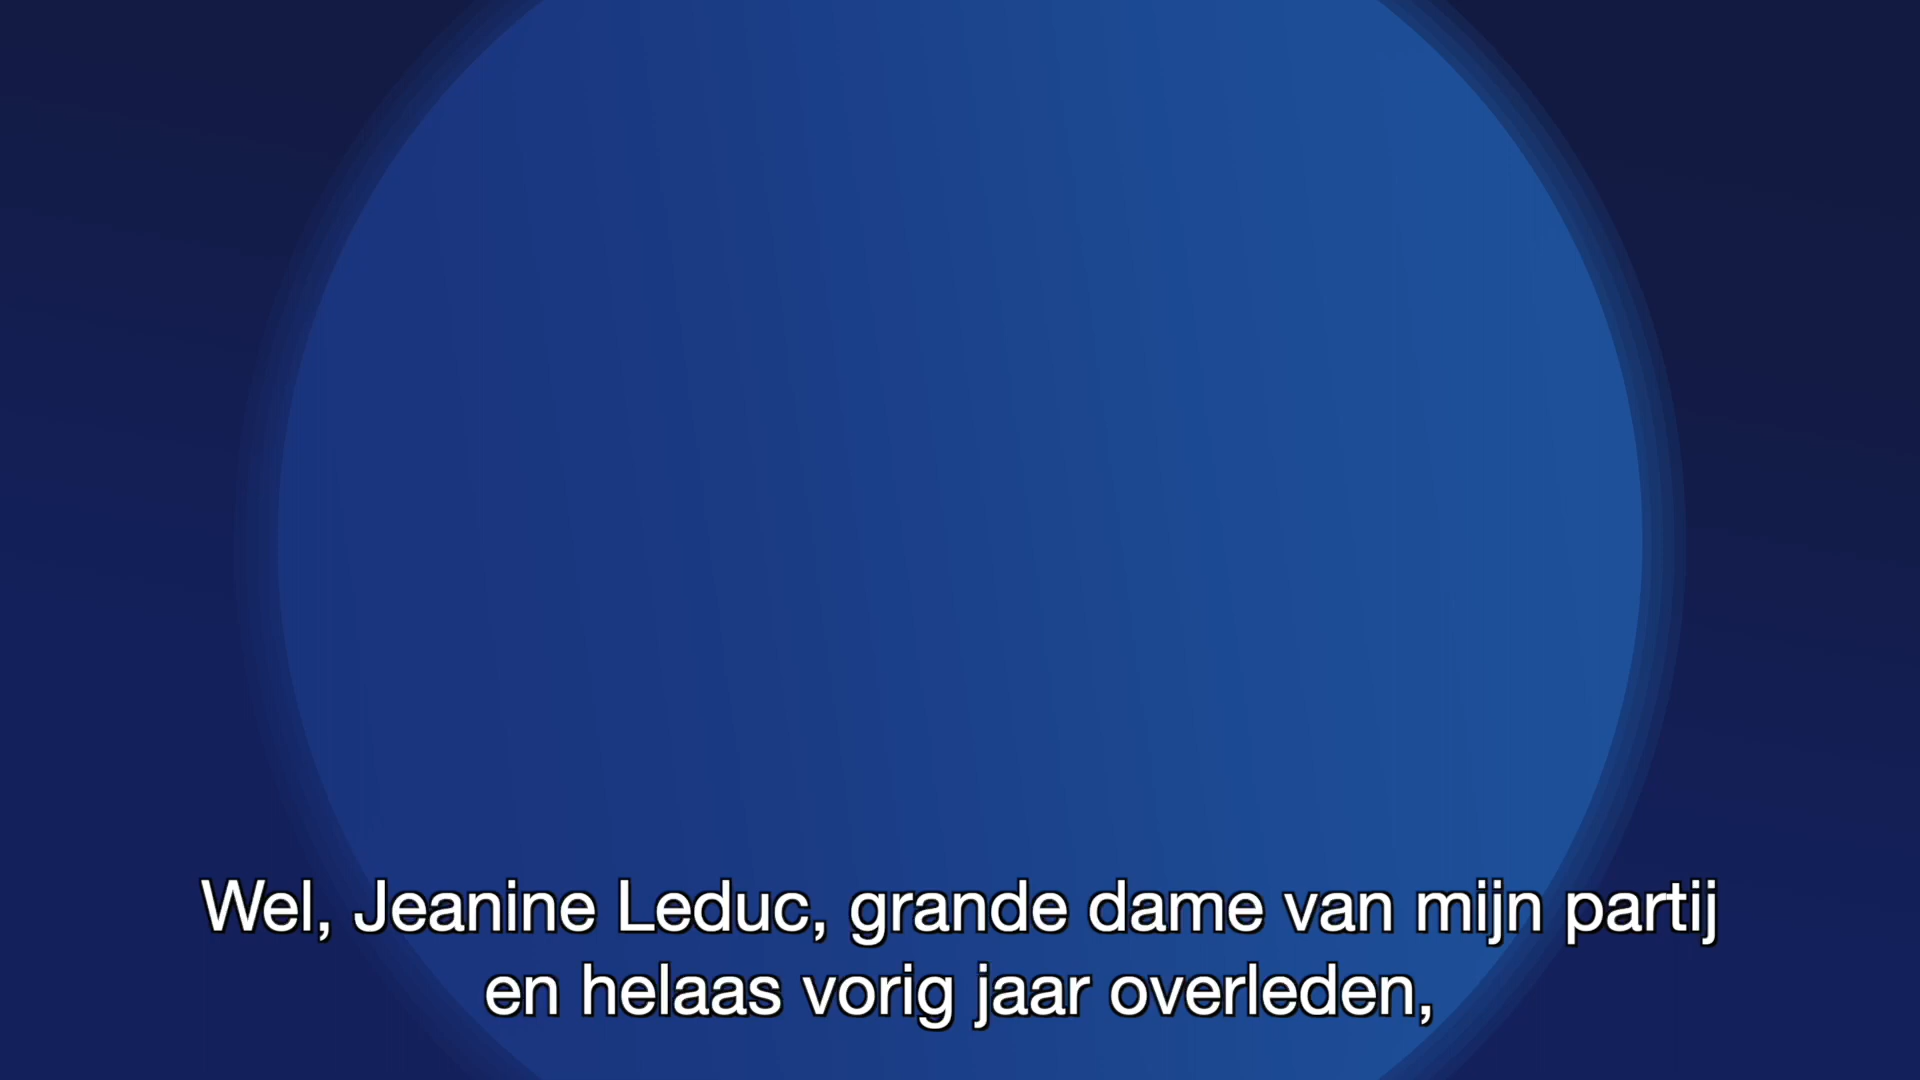 Wel, Jeanine Leduc, grande dame van mijn partij
en helaas vorig jaar overleden,